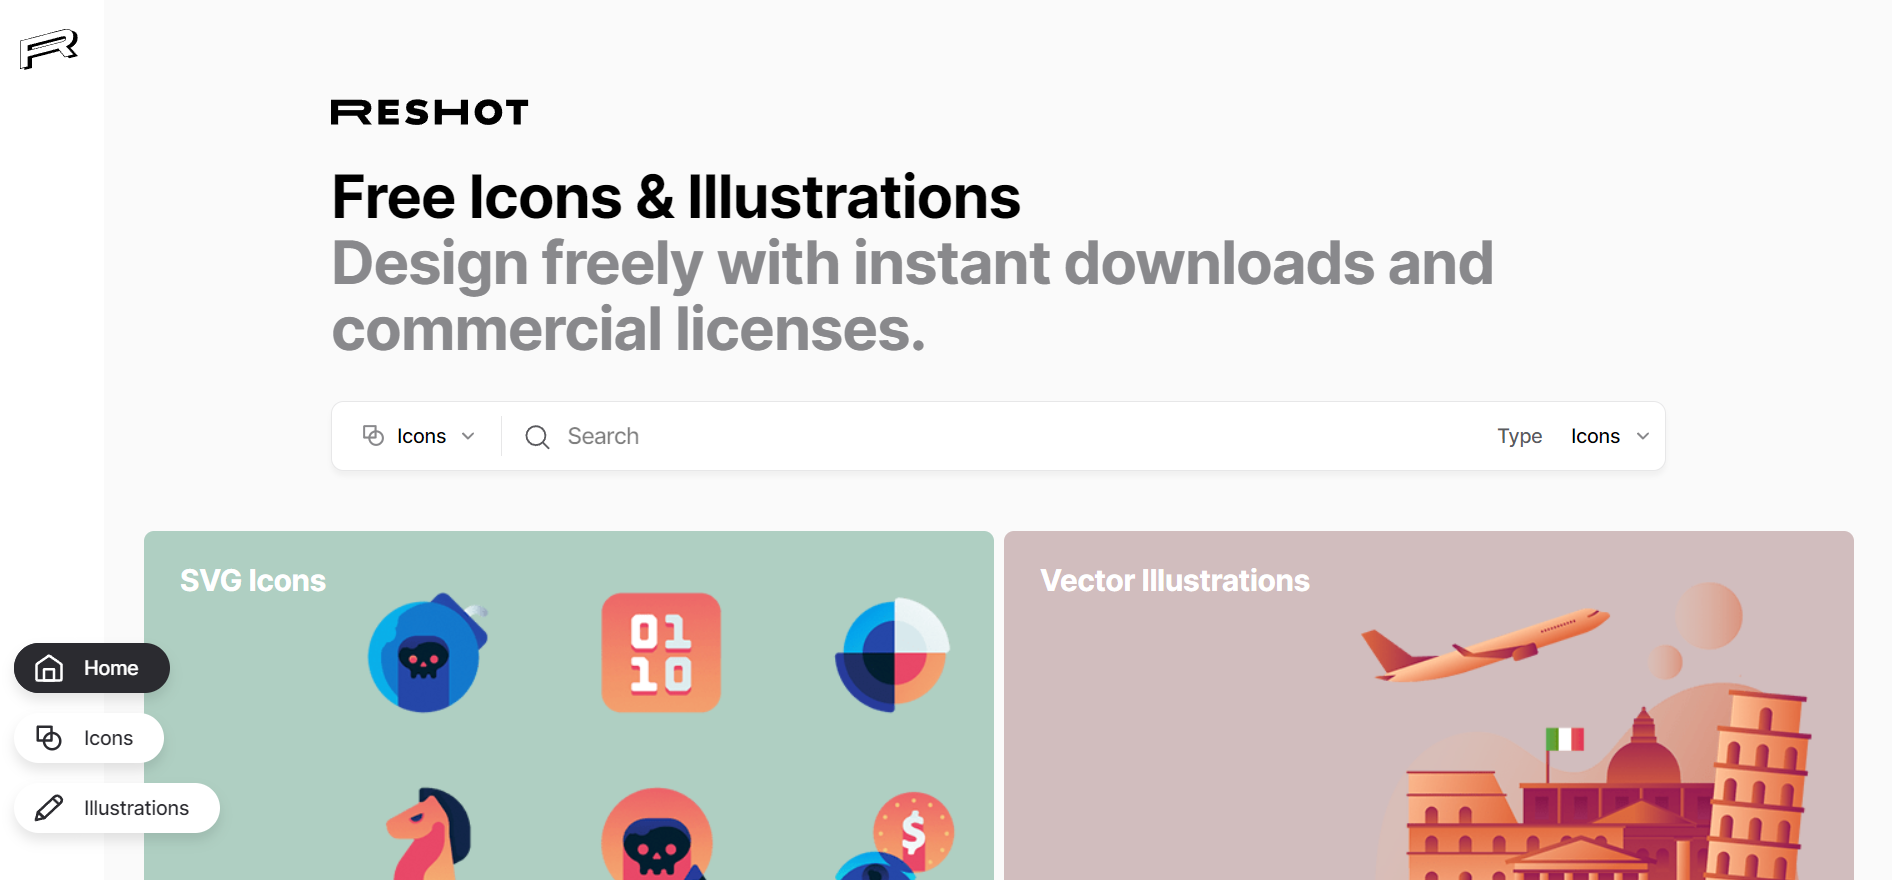 RESHOT
Free Icons & Illustrations
Design freely with instant downloads and
commercial licenses.
Icons
Search
Type
Icons
SVG Icons
01
10
$
Vector Illustrations
Home
Icons
Illustrations